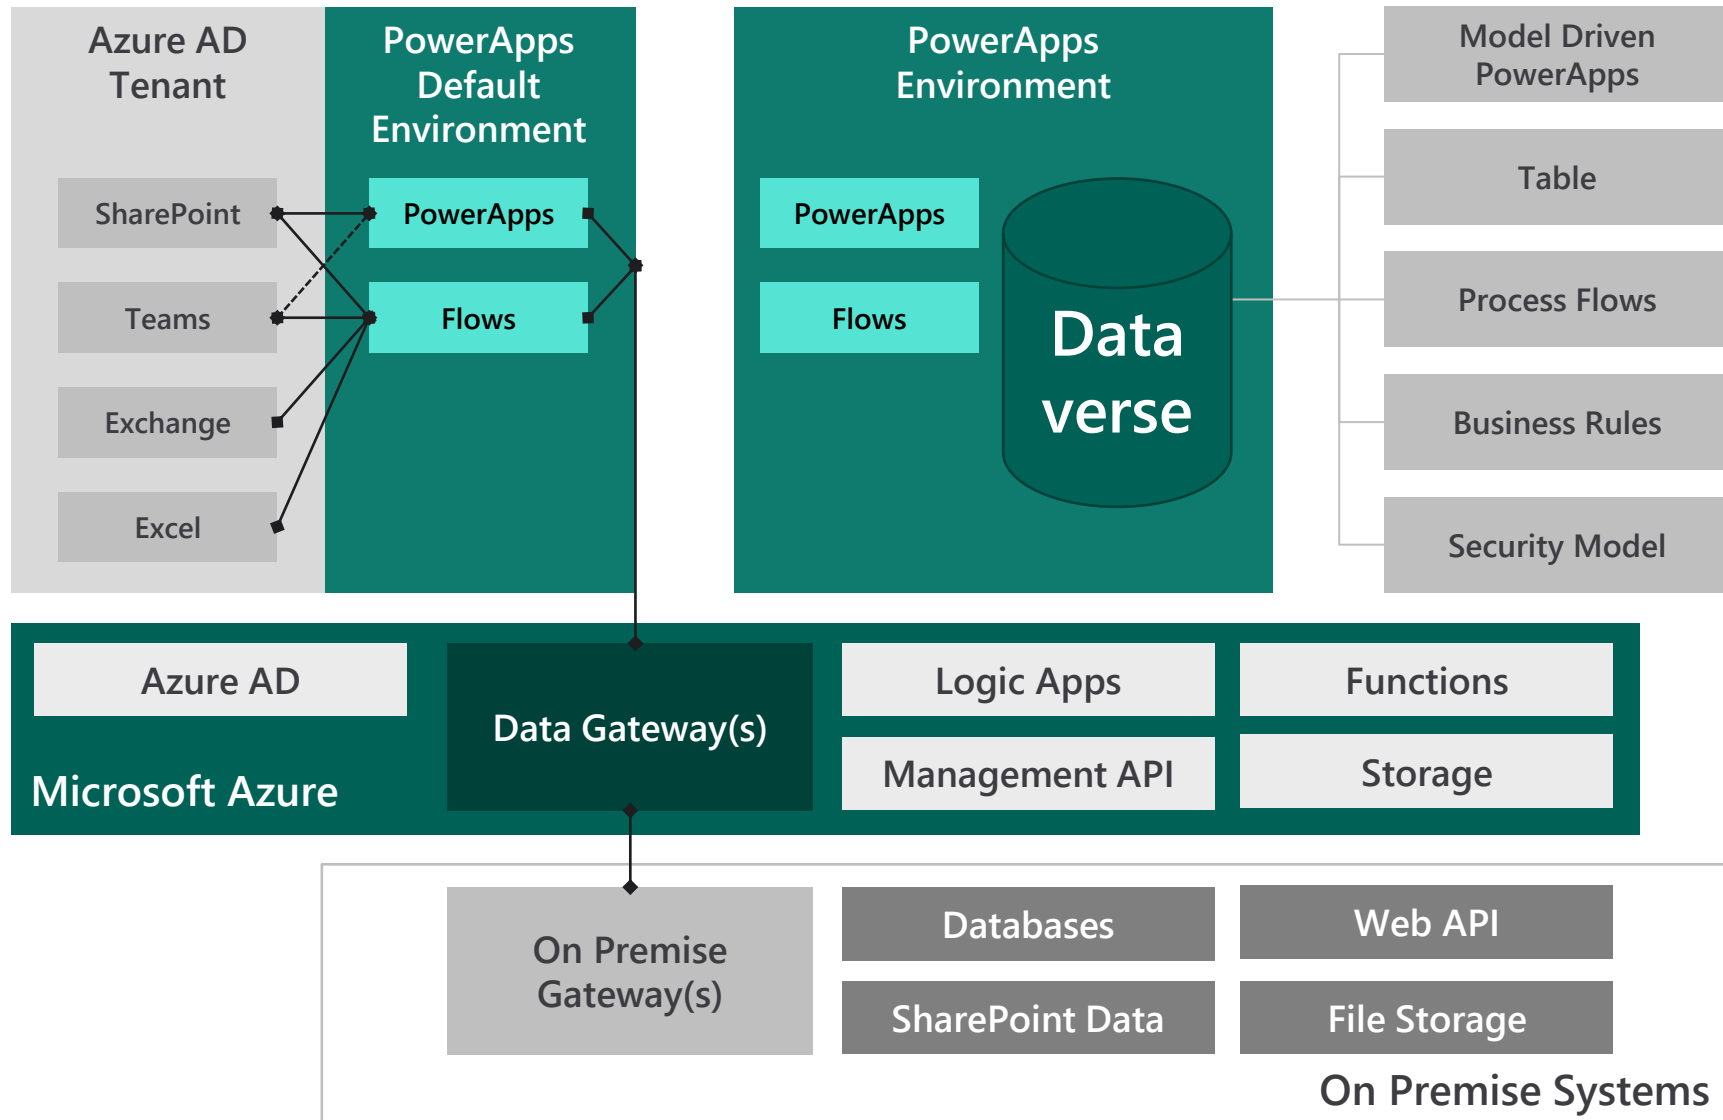 Azure AD
Tenant
SharePoint
Teams
Exchange
Excel
PowerApps
Default
Environment
PowerApps
Flows
PowerApps
Environment
PowerApps
Flows
Data
verse
Model Driven
PowerApps
Table
Process Flows
Business Rules
Security Model
Azure AD
Microsoft Azure
Data Gateway(s)
Logic Apps
Functions
Management API
Storage
On Premise
Gateway(s)
Databases
Web API
SharePoint Data
File Storage
On Premise Systems